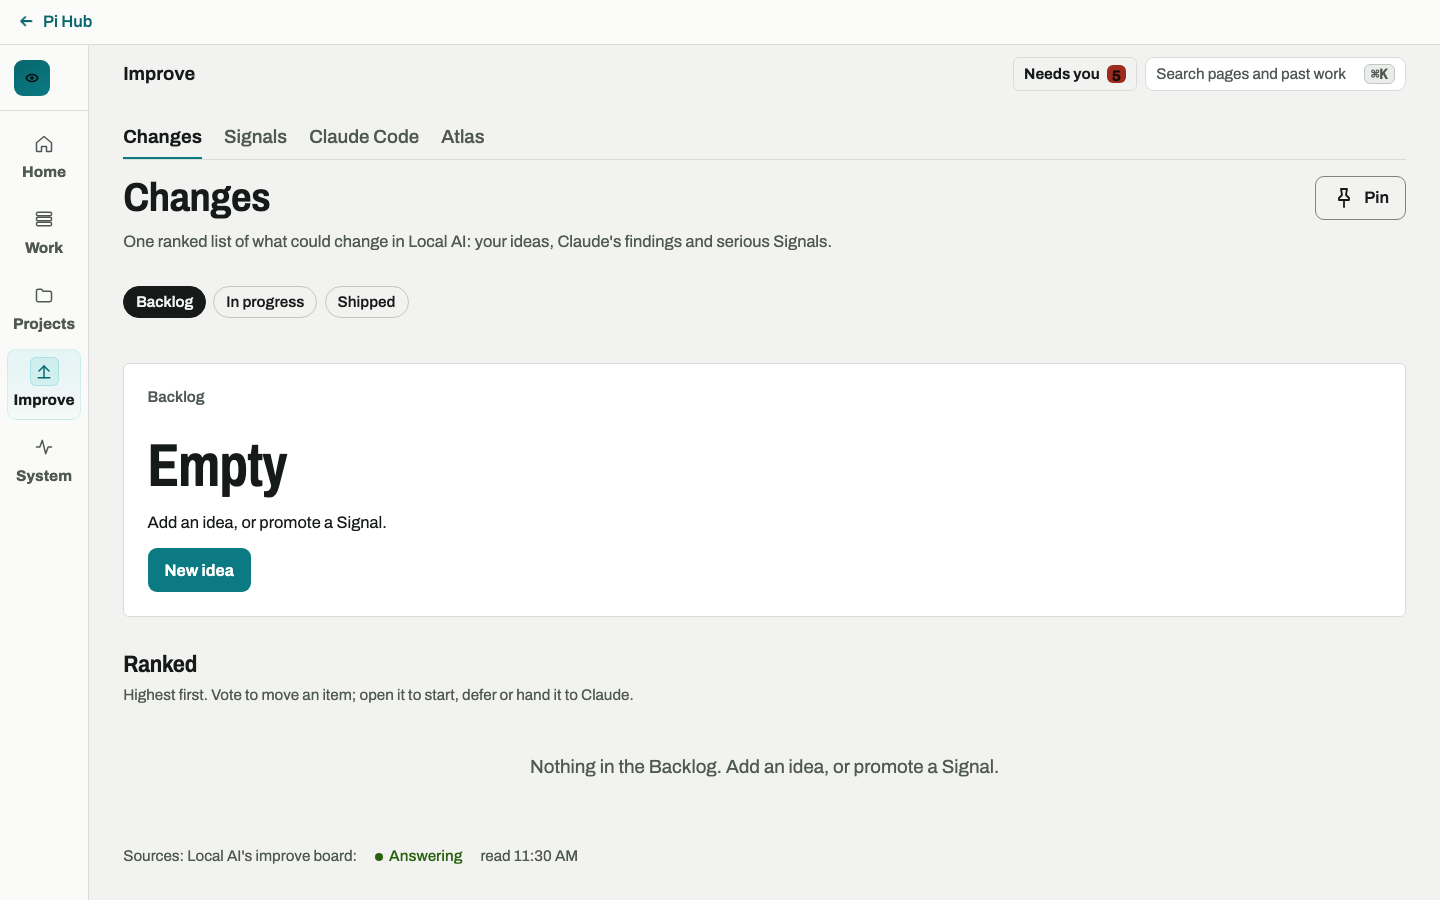 ← Pi Hub
Improve
Needs you 5
Search pages and past work ⌘K
Home
Work
Projects
Improve
System
Changes Signals Claude Code Atlas
Changes
Pin
One ranked list of what could change in Local AI: your ideas, Claude's findings and serious Signals.
Backlog In progress Shipped
Backlog
Empty
Add an idea, or promote a Signal.
New idea
Ranked
Highest first. Vote to move an item; open it to start, defer or hand it to Claude.
Nothing in the Backlog. Add an idea, or promote a Signal.
Sources: Local AI's improve board: ● Answering read 11:30 AM